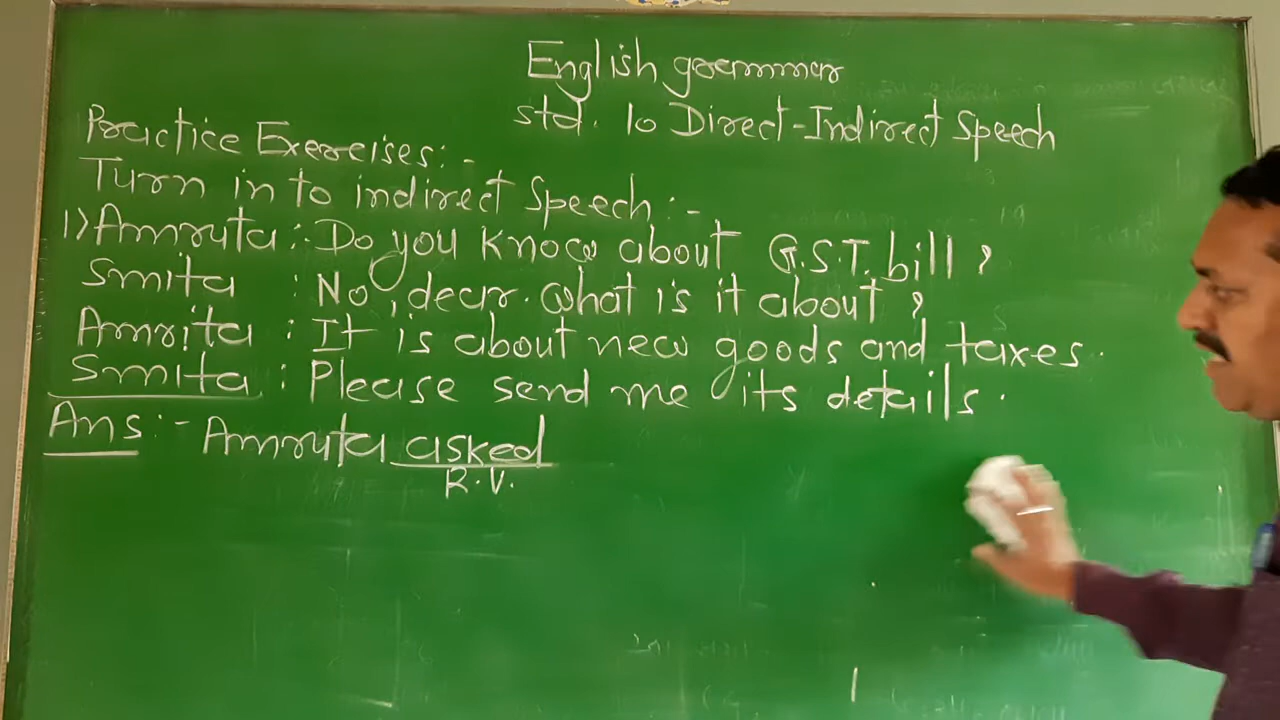 English grammar
std. 10 Direct-Indirect Speech
Practice Exercises:-
Turn in to indirect Speech:-
1) Amruta: Do you know about G.S.T. bill?
Smita : No, dear. What is it about?
Amrita : It is about new goods and taxes.
Smita : Please send me its details.
Ans:- Amruta asked
R.V.